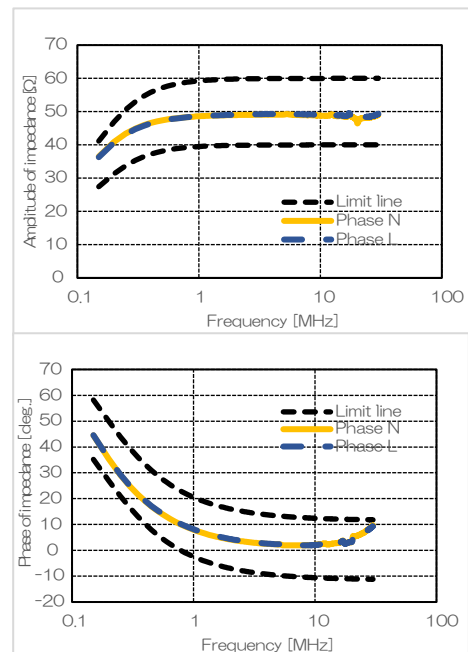 70
60
50
40
30
20
10
0
Amplitude of impedance [Ω]
Limit line
Phase N
Phase L
0.1 1 10 100
Frequency [MHz]
70
60
50
40
30
20
10
0
-10
-20
Phase of impedance [deg.]
Limit line
Phase N
Phase L
0.1 1 10 100
Frequency [MHz]